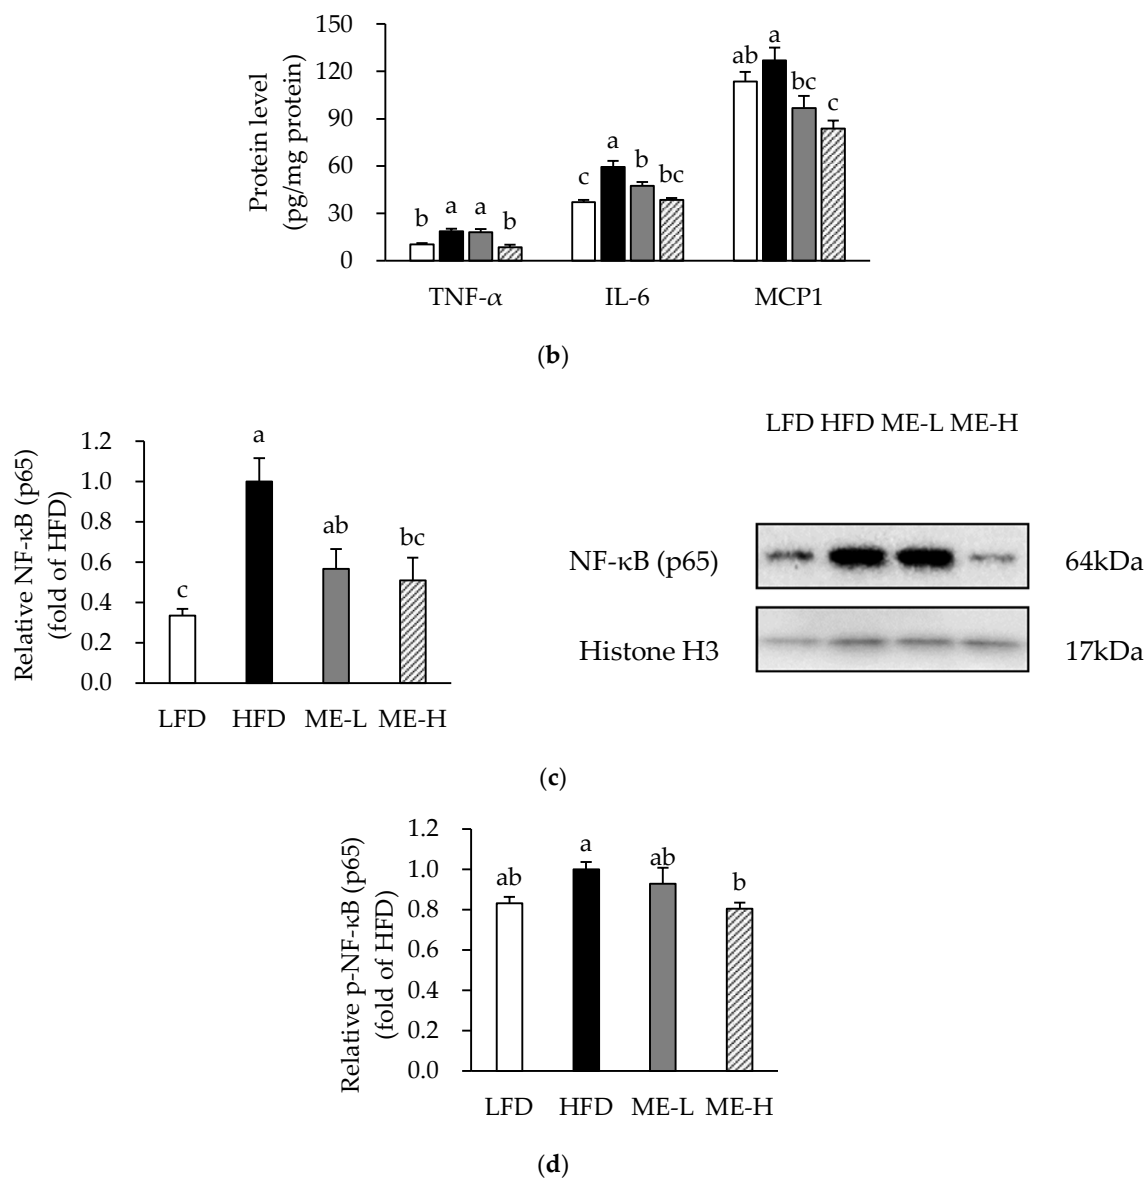 150
120
90
60
30
0
Protein level
(pg/mg protein)
b a a b
c a b bc
ab a bc c
TNF-α IL-6 MCP1
(b)
1.2
1.0
0.8
0.6
0.4
0.2
0.0
Relative NF-κB (p65)
(fold of HFD)
c a ab bc
LFD HFD ME-L ME-H
LFD HFD ME-L ME-H
NF-κB (p65) 64kDa
Histone H3 17kDa
(c)
1.2
1.0
0.8
0.6
0.4
0.2
0.0
Relative p-NF-κB (p65)
(fold of HFD)
ab a ab b
LFD HFD ME-L ME-H
(d)